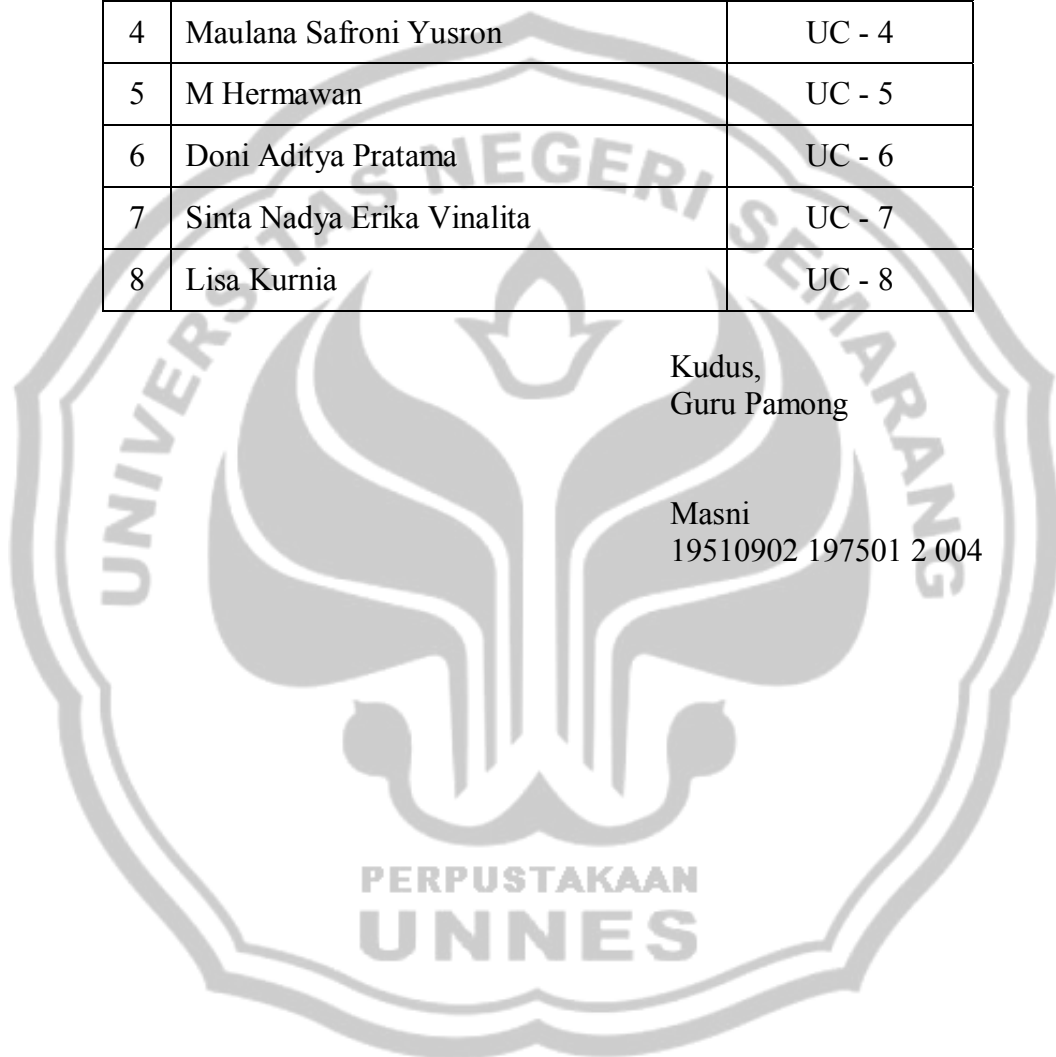 4 Maulana Safroni Yusron UC - 4
5 M Hermawan UC - 5
6 Doni Aditya Pratama UC - 6
7 Sinta Nadya Erika Vinalita UC - 7
8 Lisa Kurnia UC - 8
Kudus,
Guru Pamong
Masni
19510902 197501 2 004
UNIVERSITAS NEGERI SEMARANG
PERPUSTAKAAN
UNNES